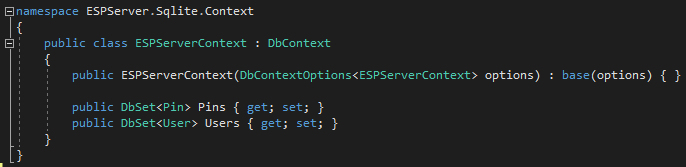 namespace ESPServer.Sqlite.Context
{
public class ESPServerContext : DbContext
{
public ESPServerContext(DbContextOptions<ESPServerContext> options) : base(options) { }
public DbSet<Pin> Pins { get; set; }
public DbSet<User> Users { get; set; }
}
}